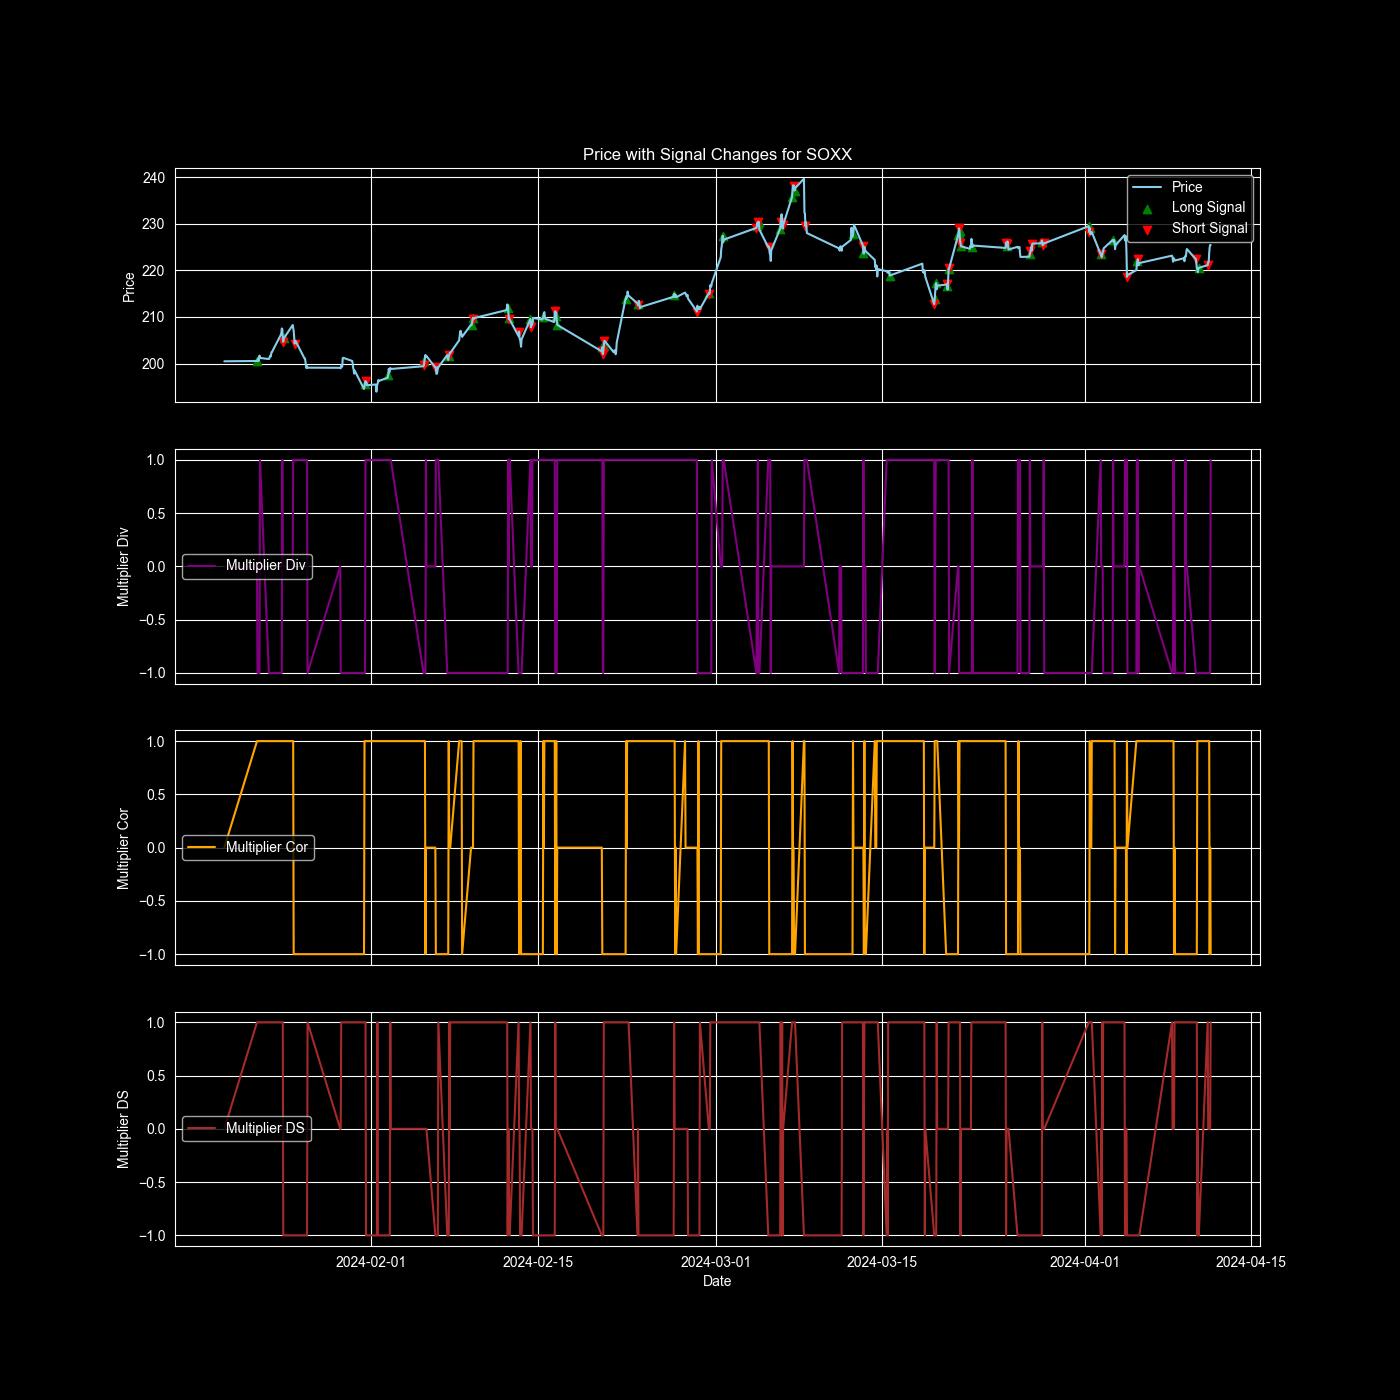 Price with Signal Changes for SOXX
240
230
220
210
200
Price
Price
Long Signal
Short Signal
1.0
0.5
0.0
−0.5
−1.0
Multiplier Div
Multiplier Div
1.0
0.5
0.0
−0.5
−1.0
Multiplier Cor
Multiplier Cor
1.0
0.5
0.0
−0.5
−1.0
Multiplier DS
Multiplier DS
2024-02-01
2024-02-15
2024-03-01
2024-03-15
2024-04-01
2024-04-15
Date